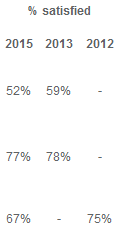 % satisfied
2015 2013 2012
52% 59% -
77% 78% -
67% - 75%